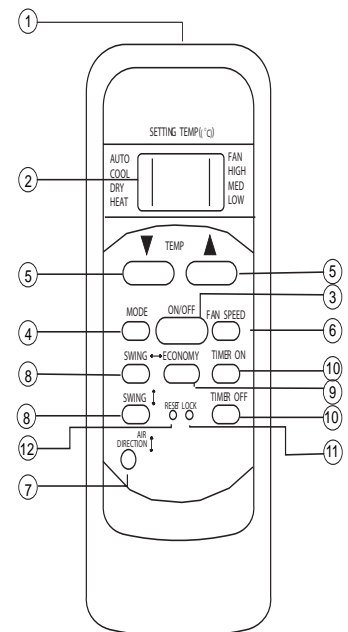 1
SETTING TEMP(°C)
AUTO
COOL
DRY
HEAT
FAN
HIGH
MED
LOW
2
TEMP
5
5
3
MODE
ON/OFF
FAN SPEED
4
6
SWING
ECONOMY
TIMER ON
8
10
9
SWING
RESET LOCK
TIMER OFF
8
10
12
AIR
DIRECTION
11
7